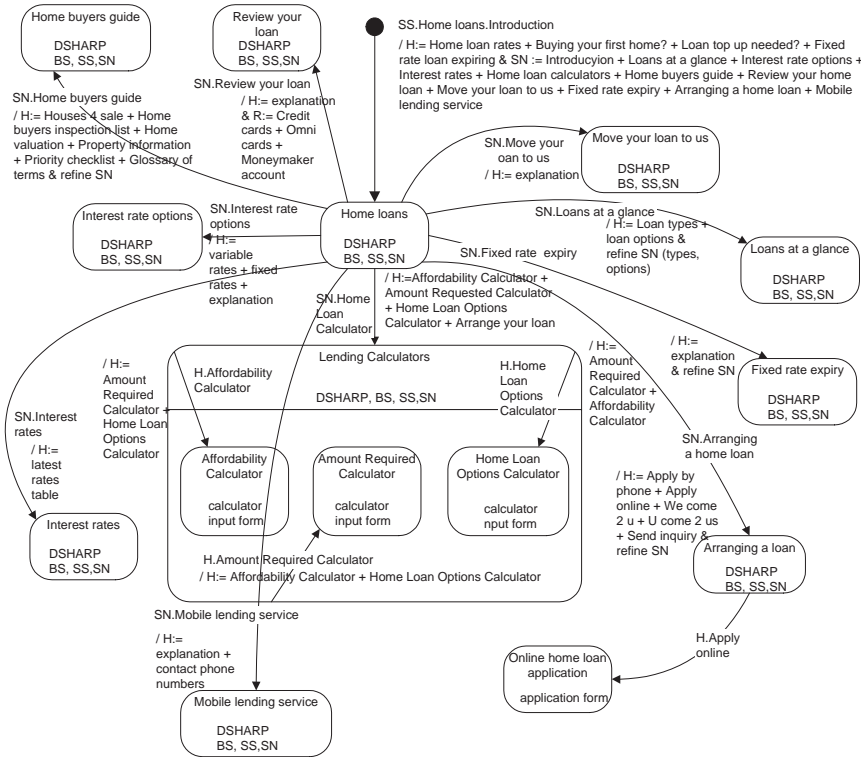 Home buyers guide
DSHARP
BS, SS,SN
Review your
loan
DSHARP
BS, SS,SN
SS.Home loans.Introduction
/ H:= Home loan rates + Buying your first home? + Loan top up needed? + Fixed
rate loan expiring & SN := Introducyion + Loans at a glance + Interest rate options +
Interest rates + Home loan calculators + Home buyers guide + Review your home
loan + Move your loan to us + Fixed rate expiry + Arranging a home loan + Mobile
lending service
SN.Home buyers guide
/ H:= Houses 4 sale + Home
buyers inspection list + Home
valuation + Property information
+ Priority checklist + Glossary of
terms & refine SN
SN.Review your loan
/ H:= explanation
& R:= Credit
cards + Omni
cards +
Moneymaker
account
SN.Move your
oan to us
/ H:= explanation
Move your loan to us
DSHARP
BS, SS,SN
Interest rate options
DSHARP
BS, SS,SN
SN.Interest rate
options
/ H:=
variable
rates + fixed
rates +
explanation
Home loans
DSHARP
BS, SS,SN
SN.Loans at a glance
/ H:= Loan types +
loan options &
refine SN (types,
options)
Loans at a glance
DSHARP
BS, SS,SN
SN.Fixed rate expiry
SN.Home
Loan
Calculator
/ H:=Affordability Calculator +
Amount Requested Calculator
+ Home Loan Options
Calculator + Arrange your loan
/ H:=
explanation
& refine SN
Fixed rate expiry
DSHARP
BS, SS,SN
Lending Calculators
DSHARP, BS, SS,SN
/ H:=
Amount
Required
Calculator +
Home Loan
Options
Calculator
H.Affordability
Calculator
H.Home
Loan
Options
Calculator
/ H:=
Amount
Required
Calculator +
Affordability
Calculator
SN.Interest
rates
/ H:=
latest
rates
table
Interest rates
DSHARP
BS, SS,SN
Affordability
Calculator
calculator
input form
Amount Required
Calculator
calculator
input form
Home Loan
Options Calculator
calculator
nput form
H.Amount Required Calculator
/ H:= Affordability Calculator + Home Loan Options Calculator
SN.Arranging
a home loan
/ H:= Apply by
phone + Apply
online + We come
2 u + U come 2 us
+ Send inquiry &
refine SN
Arranging a loan
DSHARP
BS, SS,SN
SN.Mobile lending service
/ H:=
explanation +
contact phone
numbers
Mobile lending service
DSHARP
BS, SS,SN
H.Apply
online
Online home loan
application
application form